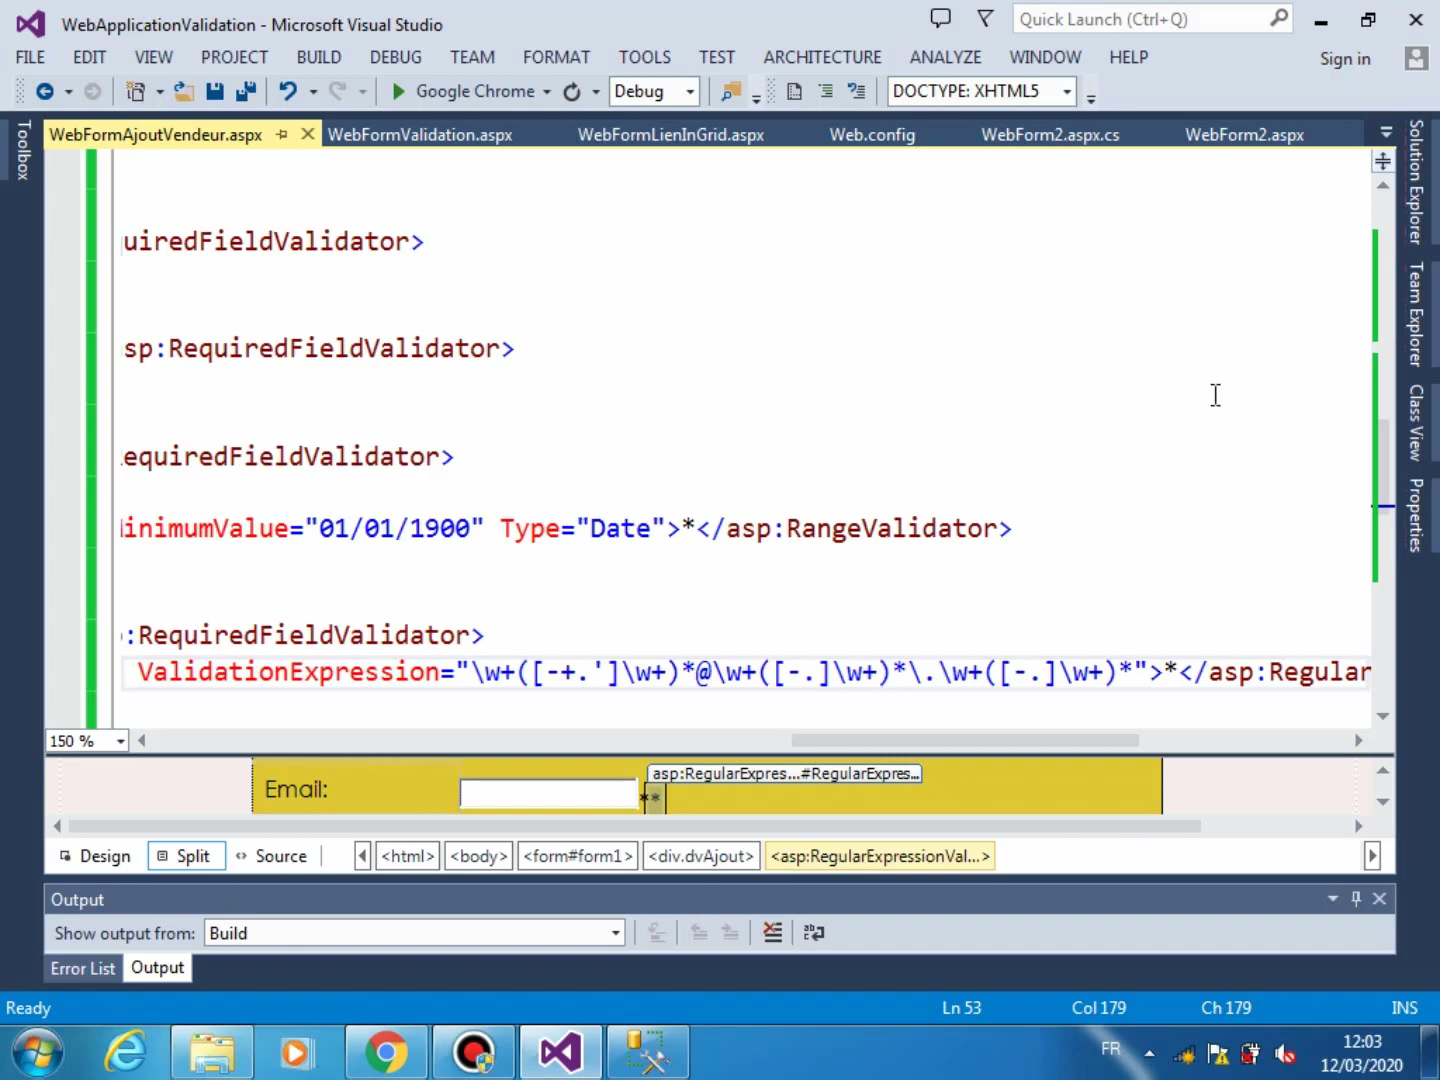 WebApplicationValidation - Microsoft Visual Studio
Quick Launch (Ctrl+Q)
FILE EDIT VIEW PROJECT BUILD DEBUG TEAM FORMAT TOOLS TEST ARCHITECTURE ANALYZE WINDOW HELP Sign in
Google Chrome Debug DOCTYPE: XHTML5
Toolbox
WebFormAjoutVendeur.aspx WebFormValidation.aspx WebFormLienInGrid.aspx Web.config WebForm2.aspx.cs WebForm2.aspx
Solution Explorer
Team Explorer
Class View
Properties
uiredFieldValidator>
sp:RequiredFieldValidator>
equiredFieldValidator>
inimumValue="01/01/1900" Type="Date">*</asp:RangeValidator>
:RequiredFieldValidator>
ValidationExpression="\w+([-+.']\w+)*@\w+([-.]\w+)*\.\w+([-.]\w+)*">*</asp:Regular
150 %
asp:RegularExpres...#RegularExpres...
Email: **
Design Split Source <html> <body> <form#form1> <div.dvAjout> <asp:RegularExpressionVal...>
Output
Show output from: Build
Error List Output
Ready Ln 53 Col 179 Ch 179 INS
FR 12:03
12/03/2020